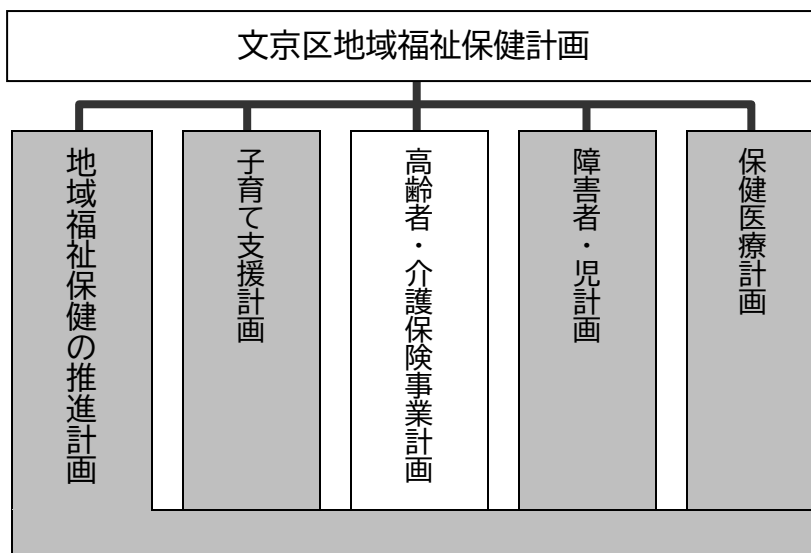 文京区地域福祉保健計画
地域福祉保健の推進計画
子育て支援計画
高齢者・介護保険事業計画
障害者・児計画
保健医療計画